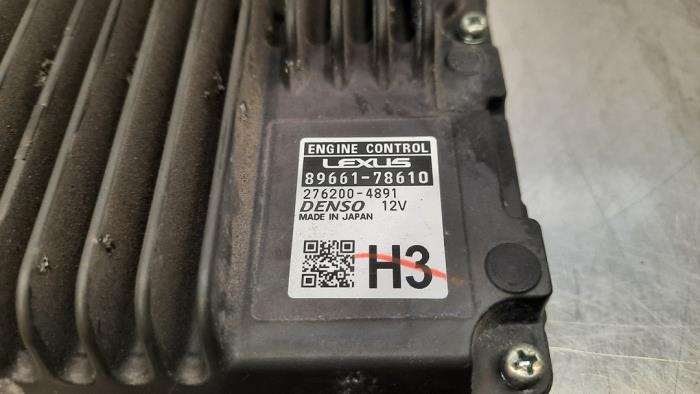 ENGINE CONTROL
LEXUS
89661-78610
276200-4891
DENSO 12V
MADE IN JAPAN
H3